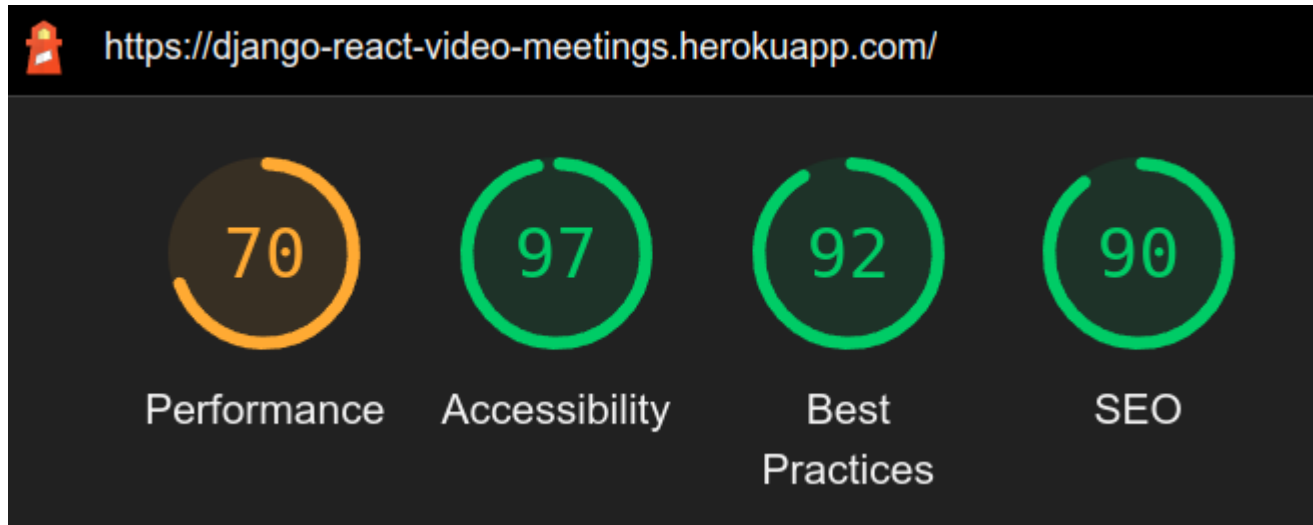 https://django-react-video-meetings.herokuapp.com/
70 97 92 90
Performance Accessibility Best SEO
Practices